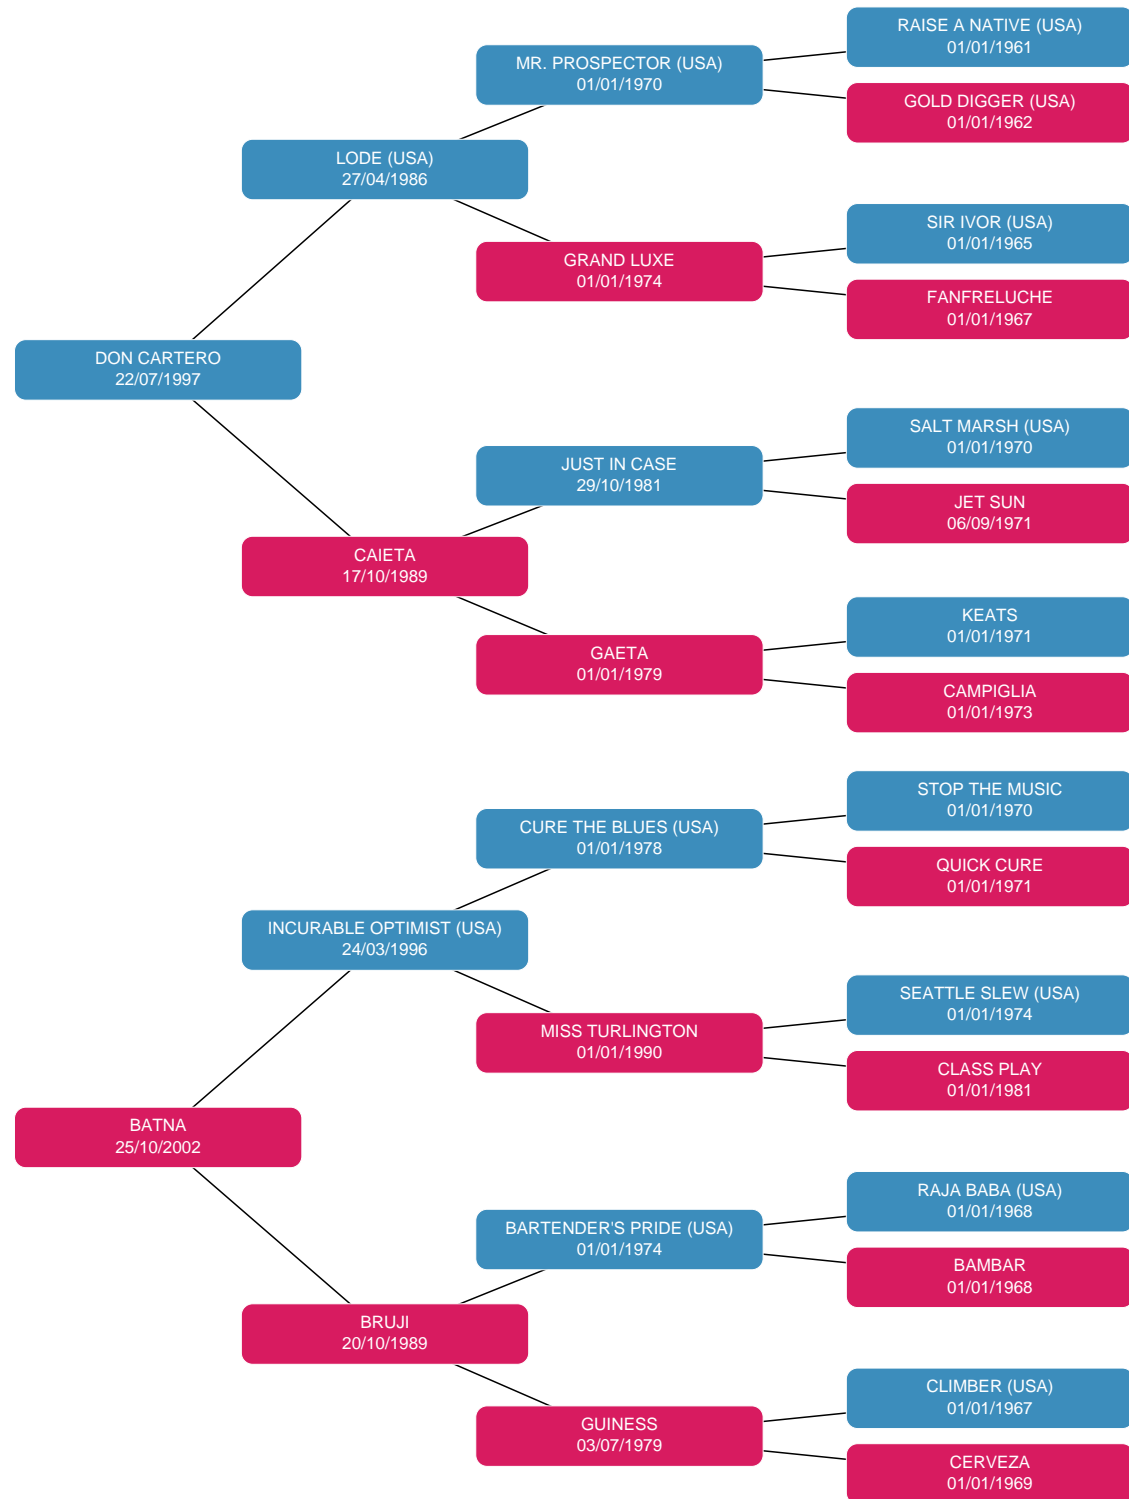 RAISE A NATIVE (USA)
01/01/1961
MR. PROSPECTOR (USA)
01/01/1970
GOLD DIGGER (USA)
01/01/1962
LODE (USA)
27/04/1986
SIR IVOR (USA)
01/01/1965
GRAND LUXE
01/01/1974
FANFRELUCHE
01/01/1967
DON CARTERO
22/07/1997
SALT MARSH (USA)
01/01/1970
JUST IN CASE
29/10/1981
JET SUN
06/09/1971
CAIETA
17/10/1989
KEATS
01/01/1971
GAETA
01/01/1979
CAMPIGLIA
01/01/1973
STOP THE MUSIC
01/01/1970
CURE THE BLUES (USA)
01/01/1978
QUICK CURE
01/01/1971
INCURABLE OPTIMIST (USA)
24/03/1996
SEATTLE SLEW (USA)
01/01/1974
MISS TURLINGTON
01/01/1990
CLASS PLAY
01/01/1981
BATNA
25/10/2002
RAJA BABA (USA)
01/01/1968
BARTENDER'S PRIDE (USA)
01/01/1974
BAMBAR
01/01/1968
BRUJI
20/10/1989
CLIMBER (USA)
01/01/1967
GUINESS
03/07/1979
CERVEZA
01/01/1969